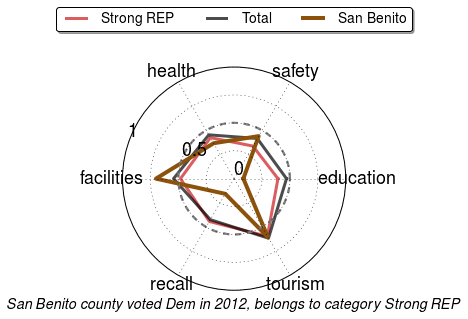 Strong REP Total San Benito
health safety
1
0.5
0
facilities education
recall tourism
San Benito county voted Dem in 2012, belongs to category Strong REP